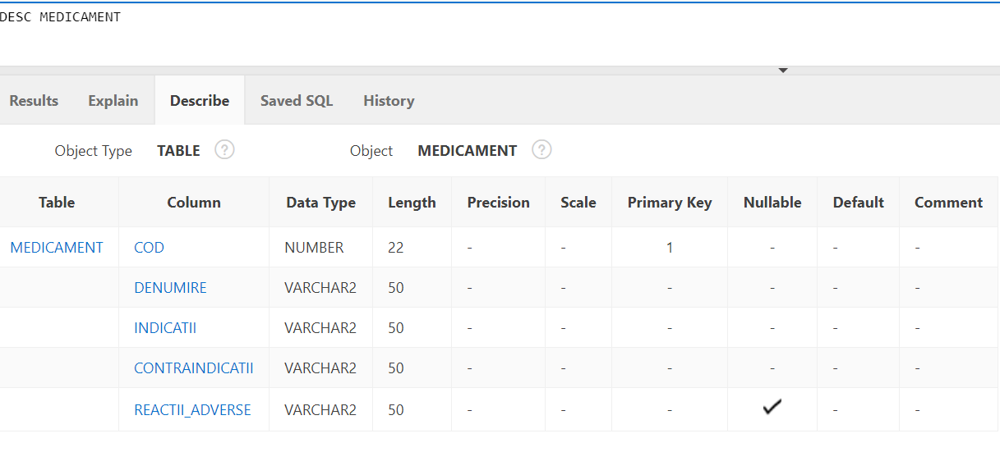 DESC MEDICAMENT
Results Explain Describe Saved SQL History
Object Type TABLE ? Object MEDICAMENT ?
Table Column Data Type Length Precision Scale Primary Key Nullable Default Comment
MEDICAMENT COD NUMBER 22 - - 1 - - -
DENUMIRE VARCHAR2 50 - - - - - -
INDICATII VARCHAR2 50 - - - - - -
CONTRAINDICATII VARCHAR2 50 - - - - - -
REACTII_ADVERSE VARCHAR2 50 - - - ✓ - -